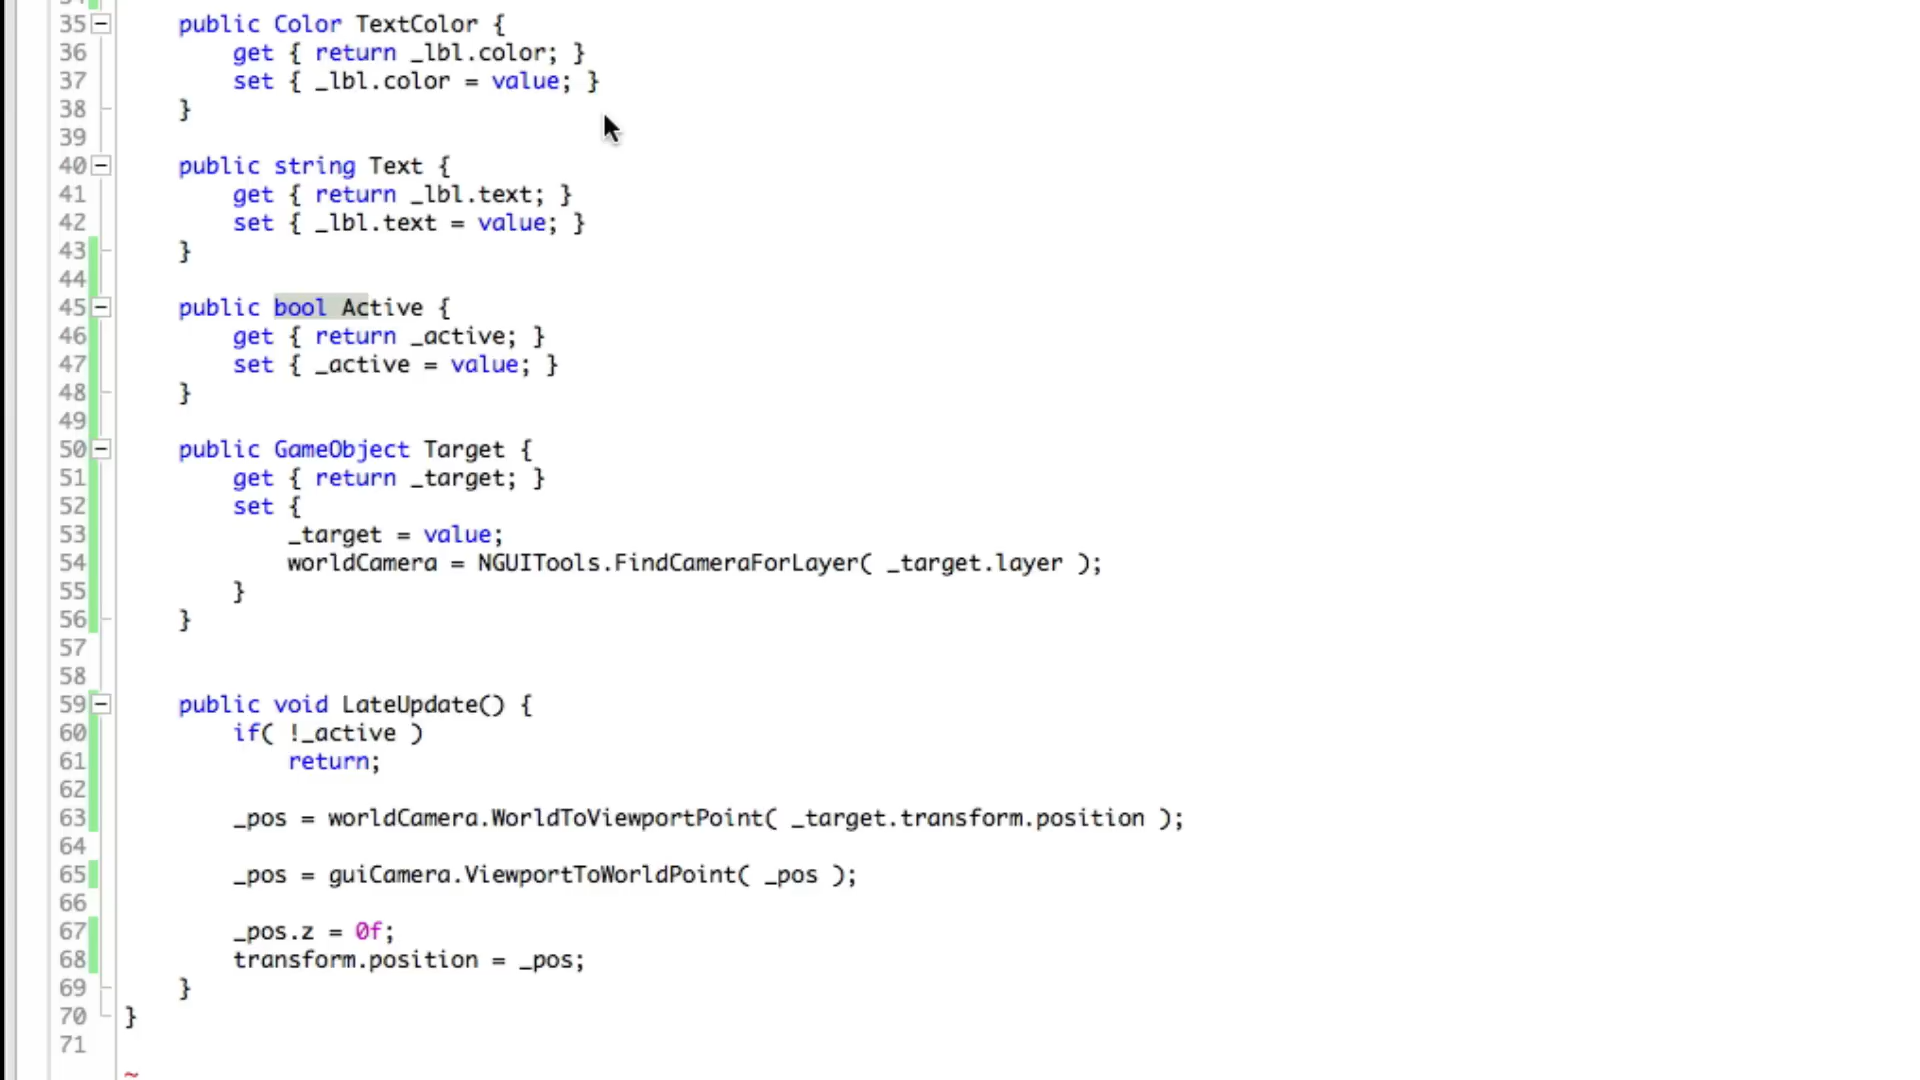 35 public Color TextColor {
36 get { return _lbl.color; }
37 set { _lbl.color = value; }
38 }
39
40 public string Text {
41 get { return _lbl.text; }
42 set { _lbl.text = value; }
43 }
44
45 public bool Active {
46 get { return _active; }
47 set { _active = value; }
48 }
49
50 public GameObject Target {
51 get { return _target; }
52 set {
53 _target = value;
54 worldCamera = NGUITools.FindCameraForLayer( _target.layer );
55 }
56 }
57
58
59 public void LateUpdate() {
60 if( !_active )
61 return;
62
63 _pos = worldCamera.WorldToViewportPoint( _target.transform.position );
64
65 _pos = guiCamera.ViewportToWorldPoint( _pos );
66
67 _pos.z = 0f;
68 transform.position = _pos;
69 }
70 }
71
~